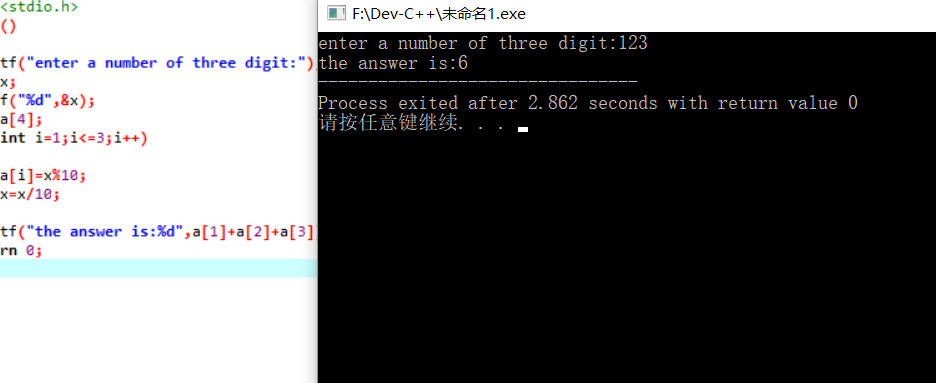 <stdio.h>
()
tf("enter a number of three digit:")
x;
f("%d",&x);
a[4];
int i=1;i<=3;i++)
a[i]=x%10;
x=x/10;
tf("the answer is:%d",a[1]+a[2]+a[3]
rn 0;
F:\Dev-C++\未命名1.exe
enter a number of three digit:123
the answer is:6
--------------------------------
Process exited after 2.862 seconds with return value 0
请按任意键继续. . .